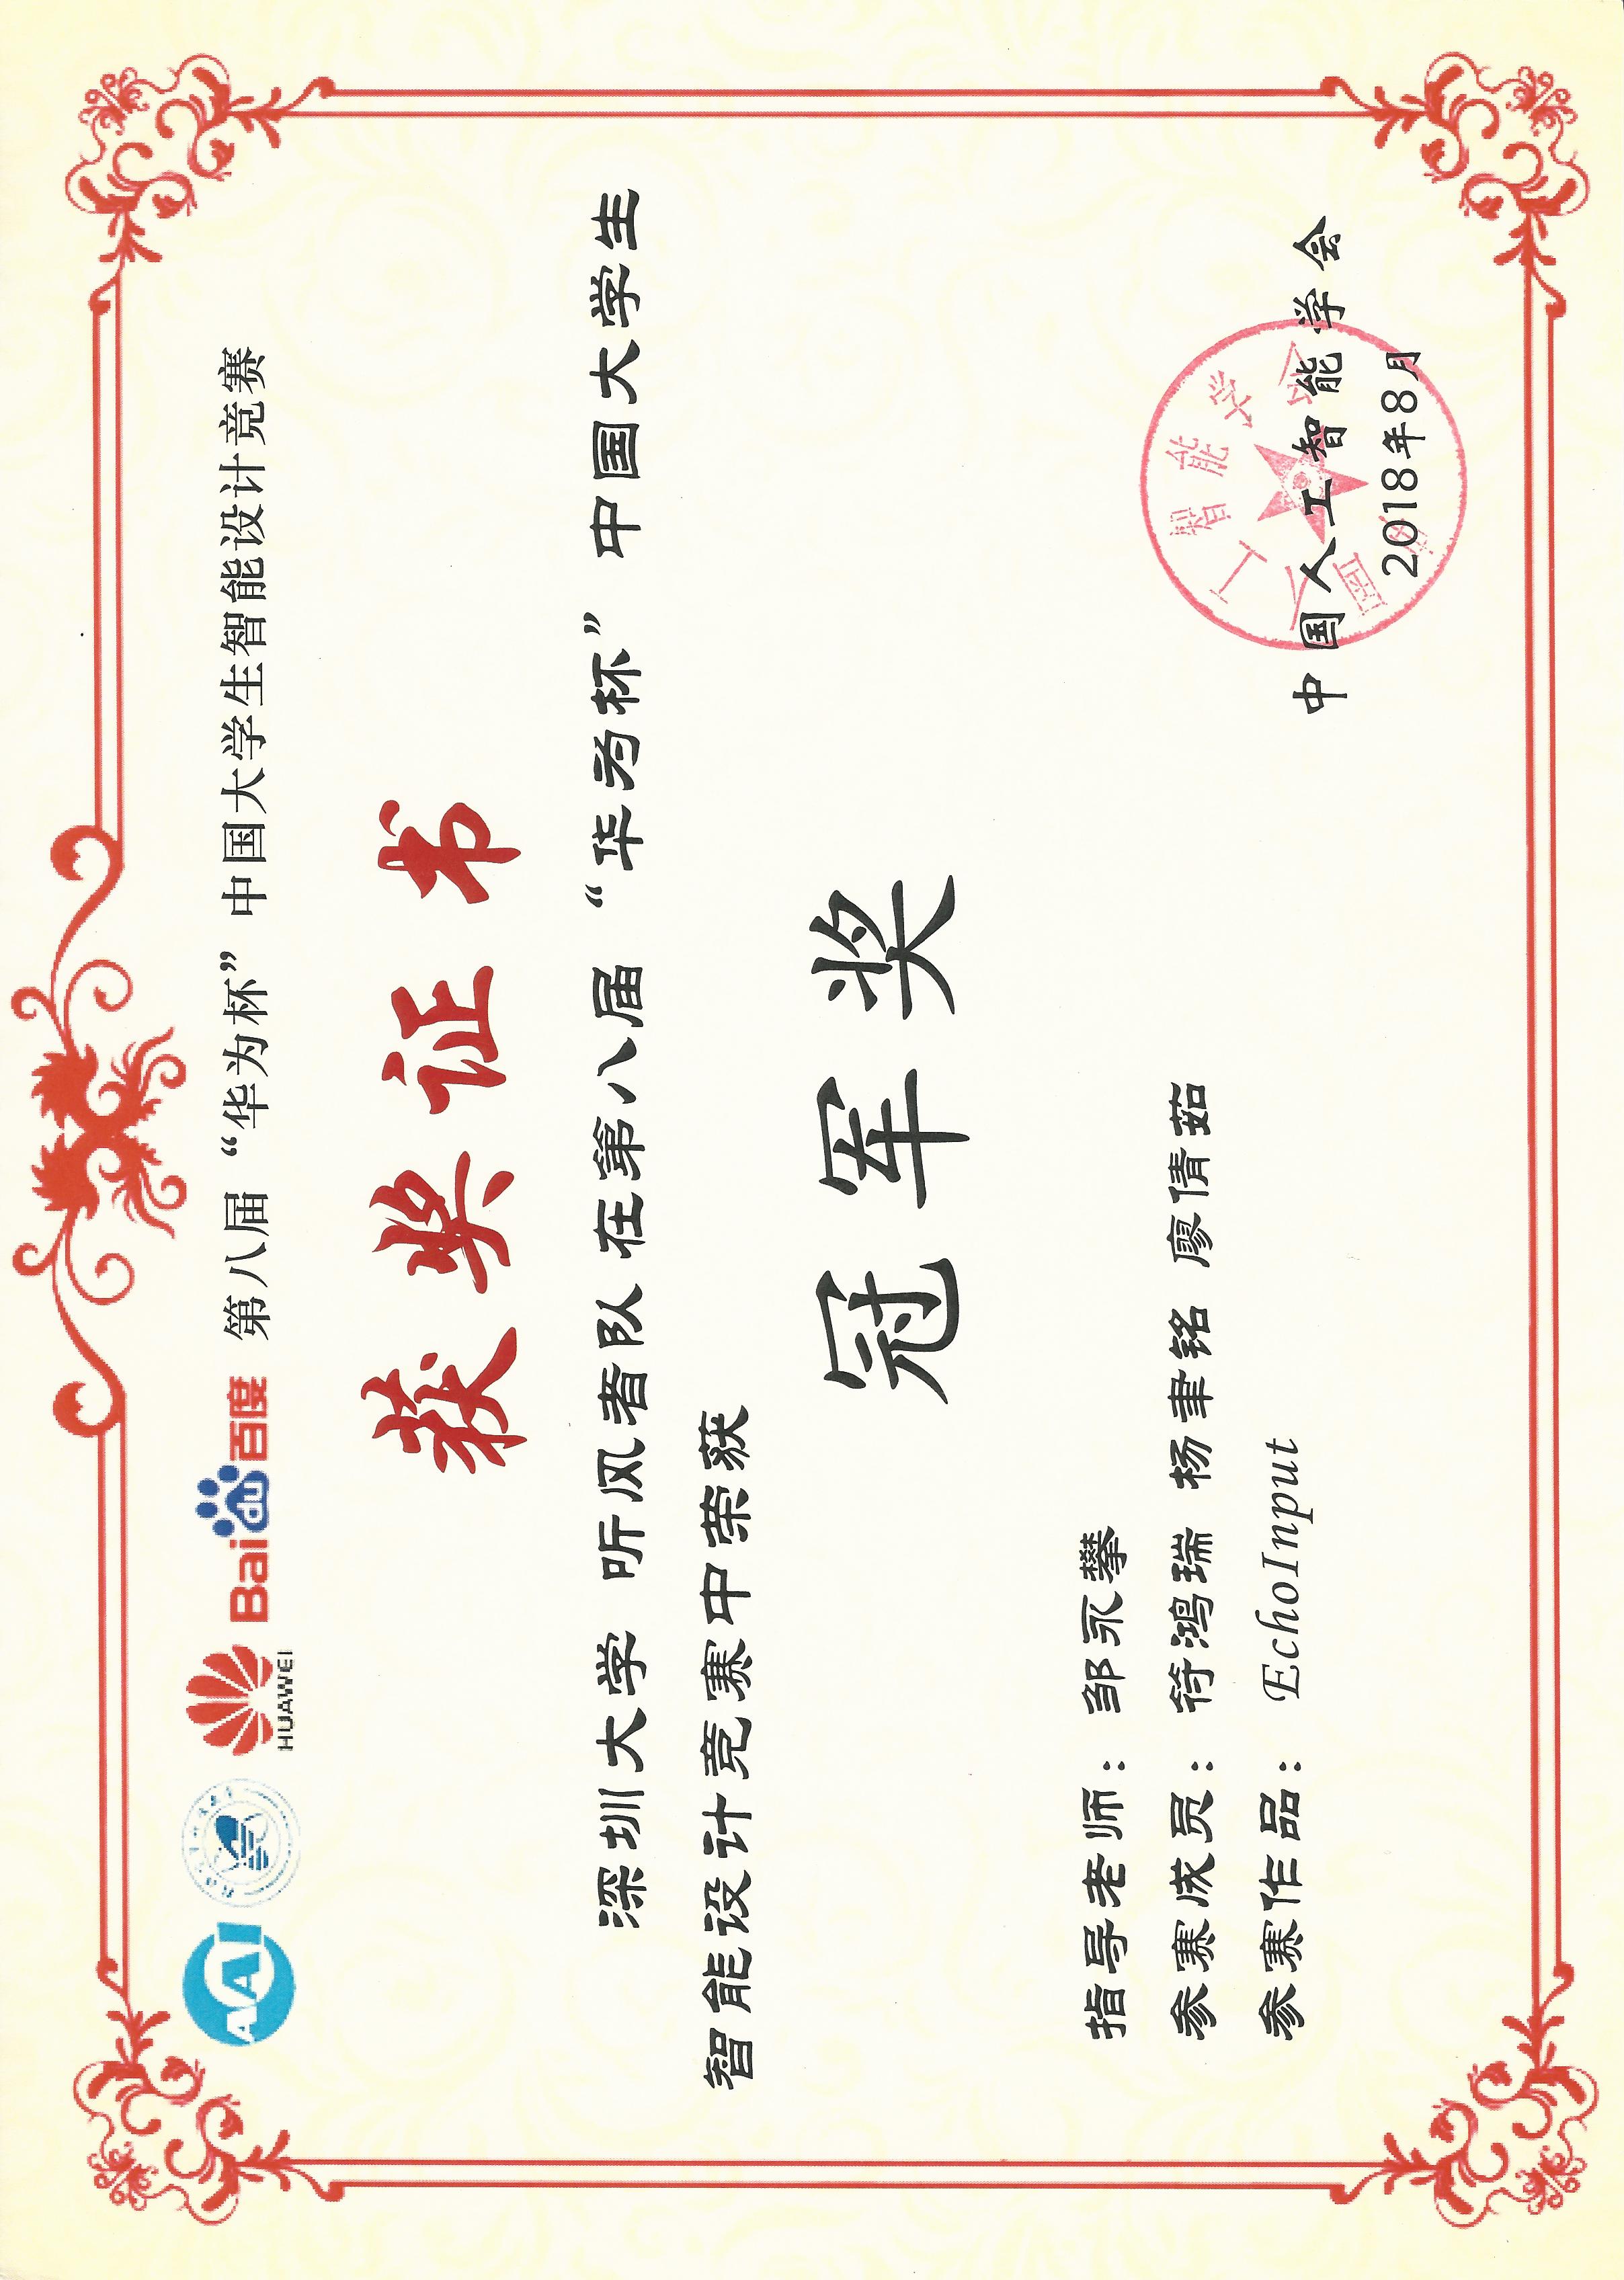 AAI
HUAWEI
Bai du 百度
第八届“华为�”中国大学生智能设计竞赛
获奖证书
深圳大学 听风者队 在第八届“华为杯”中国大学生
智能设计竞赛中荣获
冠军奖
指导老师：邹永攀
参赛成员：符鸿瑞 杨聿铭 廖倩茹
参赛作品：EchoInput
中国人工智能学会
中国人工智能学会
2018年8月